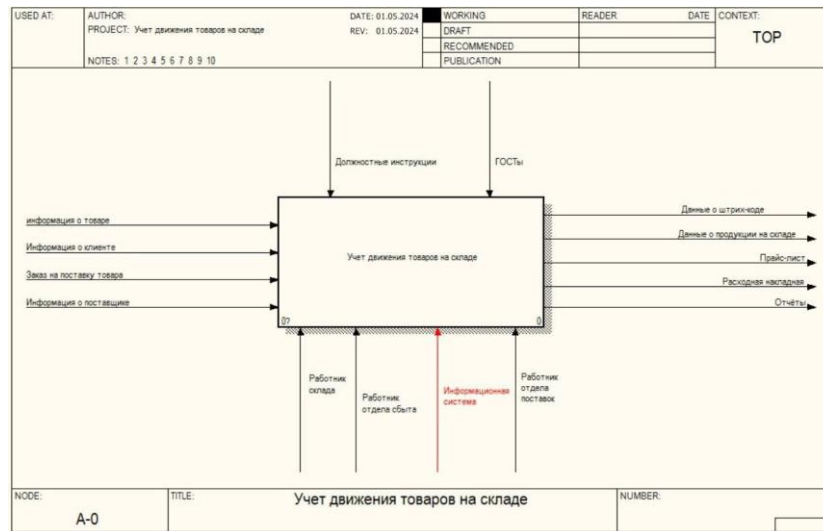 USED AT:
AUTHOR:
DATE: 01.05.2024
WORKING
READER
DATE
CONTEXT:
PROJECT: Учет движения товаров на складе
REV: 01.05.2024
DRAFT
TOP
RECOMMENDED
NOTES: 1 2 3 4 5 6 7 8 9 10
PUBLICATION
Должностные инструкции
ГОСТы
информация о товаре
Информация о клиенте
Заказ на поставку товара
Информация о поставщике
Учет движения товаров на складе
0?
0
Данные о штрих-коде
Данные о продукции на складе
Прайс-лист
Расходная накладная
Отчёты
Работник
склада
Работник
отдела сбыта
Информационная
система
Работник
отдела
поставок
NODE:
A-0
TITLE:
Учет движения товаров на складе
NUMBER: